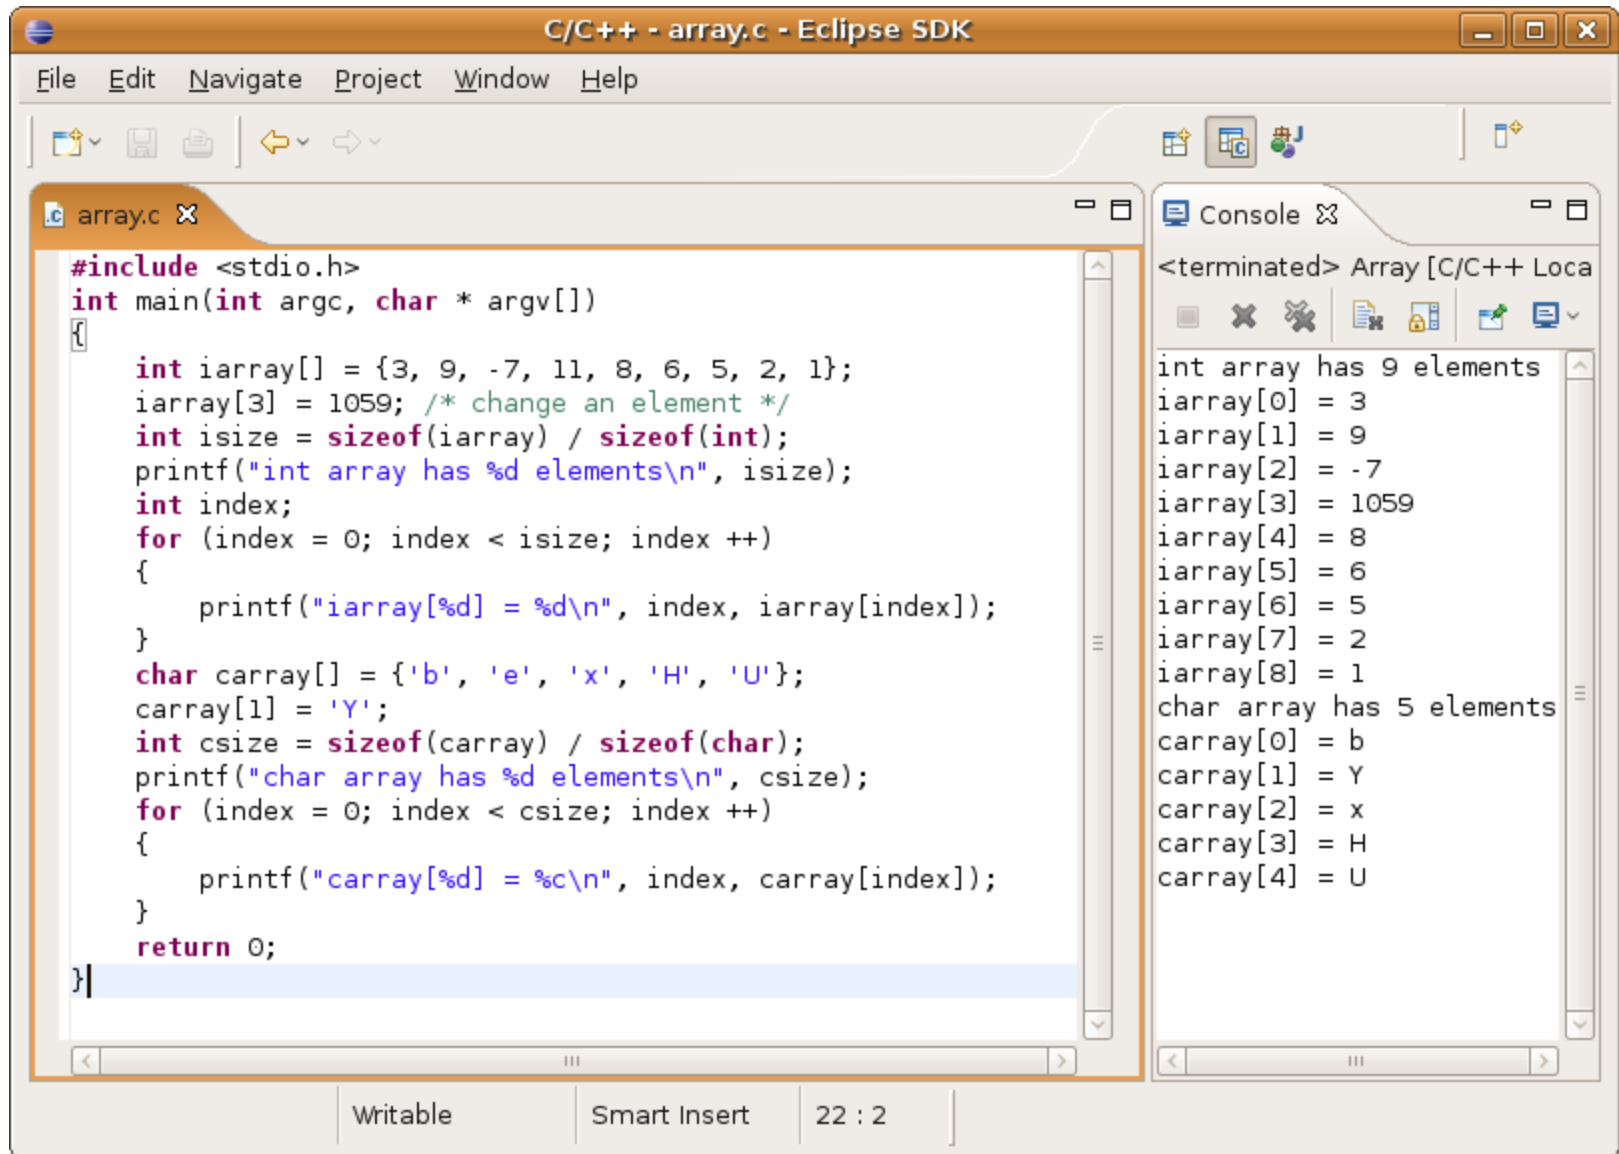 C/C++ - array.c - Eclipse SDK
File Edit Navigate Project Window Help
array.c
#include <stdio.h>
int main(int argc, char * argv[])
{
    int iarray[] = {3, 9, -7, 11, 8, 6, 5, 2, 1};
    iarray[3] = 1059; /* change an element */
    int isize = sizeof(iarray) / sizeof(int);
    printf("int array has %d elements\n", isize);
    int index;
    for (index = 0; index < isize; index ++)
    {
        printf("iarray[%d] = %d\n", index, iarray[index]);
    }
    char carray[] = {'b', 'e', 'x', 'H', 'U'};
    carray[1] = 'Y';
    int csize = sizeof(carray) / sizeof(char);
    printf("char array has %d elements\n", csize);
    for (index = 0; index < csize; index ++)
    {
        printf("carray[%d] = %c\n", index, carray[index]);
    }
    return 0;
}
Console
<terminated> Array [C/C++ Loca
int array has 9 elements
iarray[0] = 3
iarray[1] = 9
iarray[2] = -7
iarray[3] = 1059
iarray[4] = 8
iarray[5] = 6
iarray[6] = 5
iarray[7] = 2
iarray[8] = 1
char array has 5 elements
carray[0] = b
carray[1] = Y
carray[2] = x
carray[3] = H
carray[4] = U
Writable Smart Insert 22 : 2